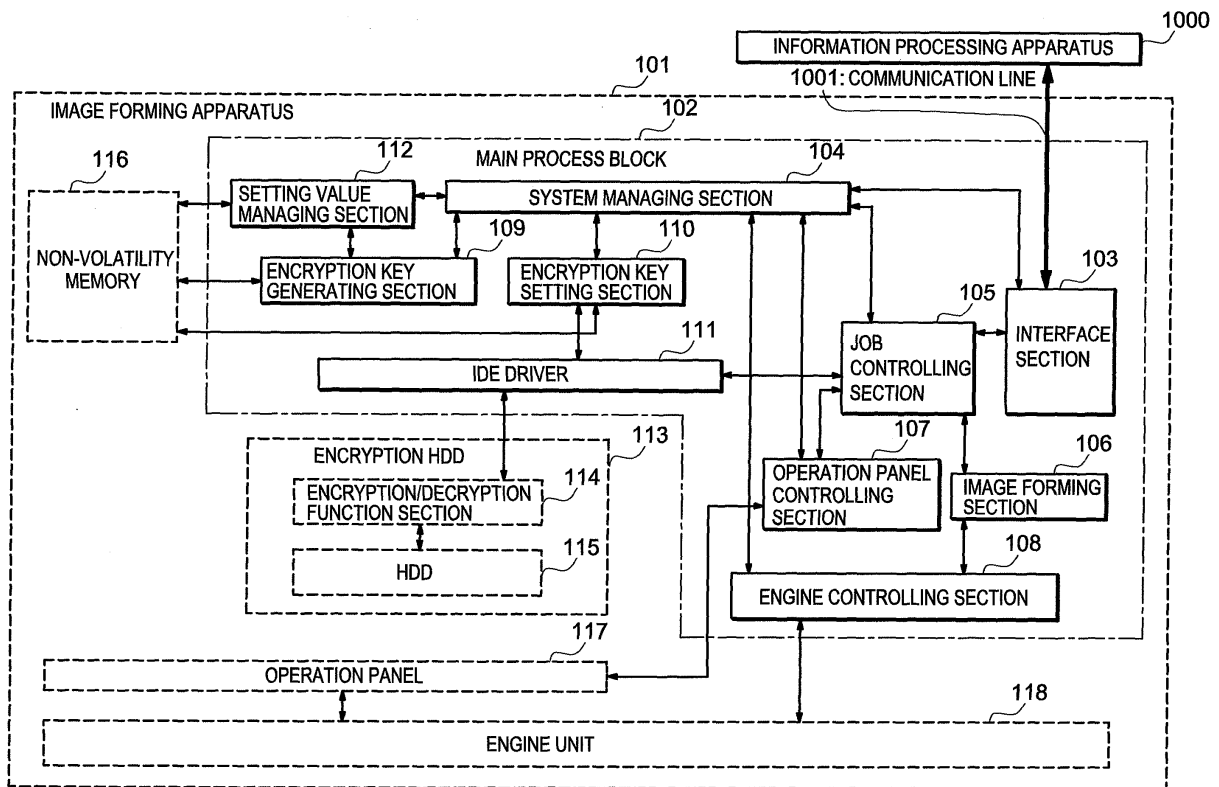 1000
INFORMATION PROCESSING APPARATUS
101
1001: COMMUNICATION LINE
IMAGE FORMING APPARATUS
102
116
112
MAIN PROCESS BLOCK
104
SETTING VALUE
MANAGING SECTION
SYSTEM MANAGING SECTION
109
110
NON-VOLATILITY
MEMORY
ENCRYPTION KEY
GENERATING SECTION
ENCRYPTION KEY
SETTING SECTION
103
105
INTERFACE
SECTION
111
JOB
CONTROLLING
SECTION
IDE DRIVER
107
106
113
ENCRYPTION HDD
114
ENCRYPTION/DECRYPTION
FUNCTION SECTION
OPERATION PANEL
CONTROLLING
SECTION
IMAGE FORMING
SECTION
115
HDD
108
ENGINE CONTROLLING SECTION
117
OPERATION PANEL
118
ENGINE UNIT